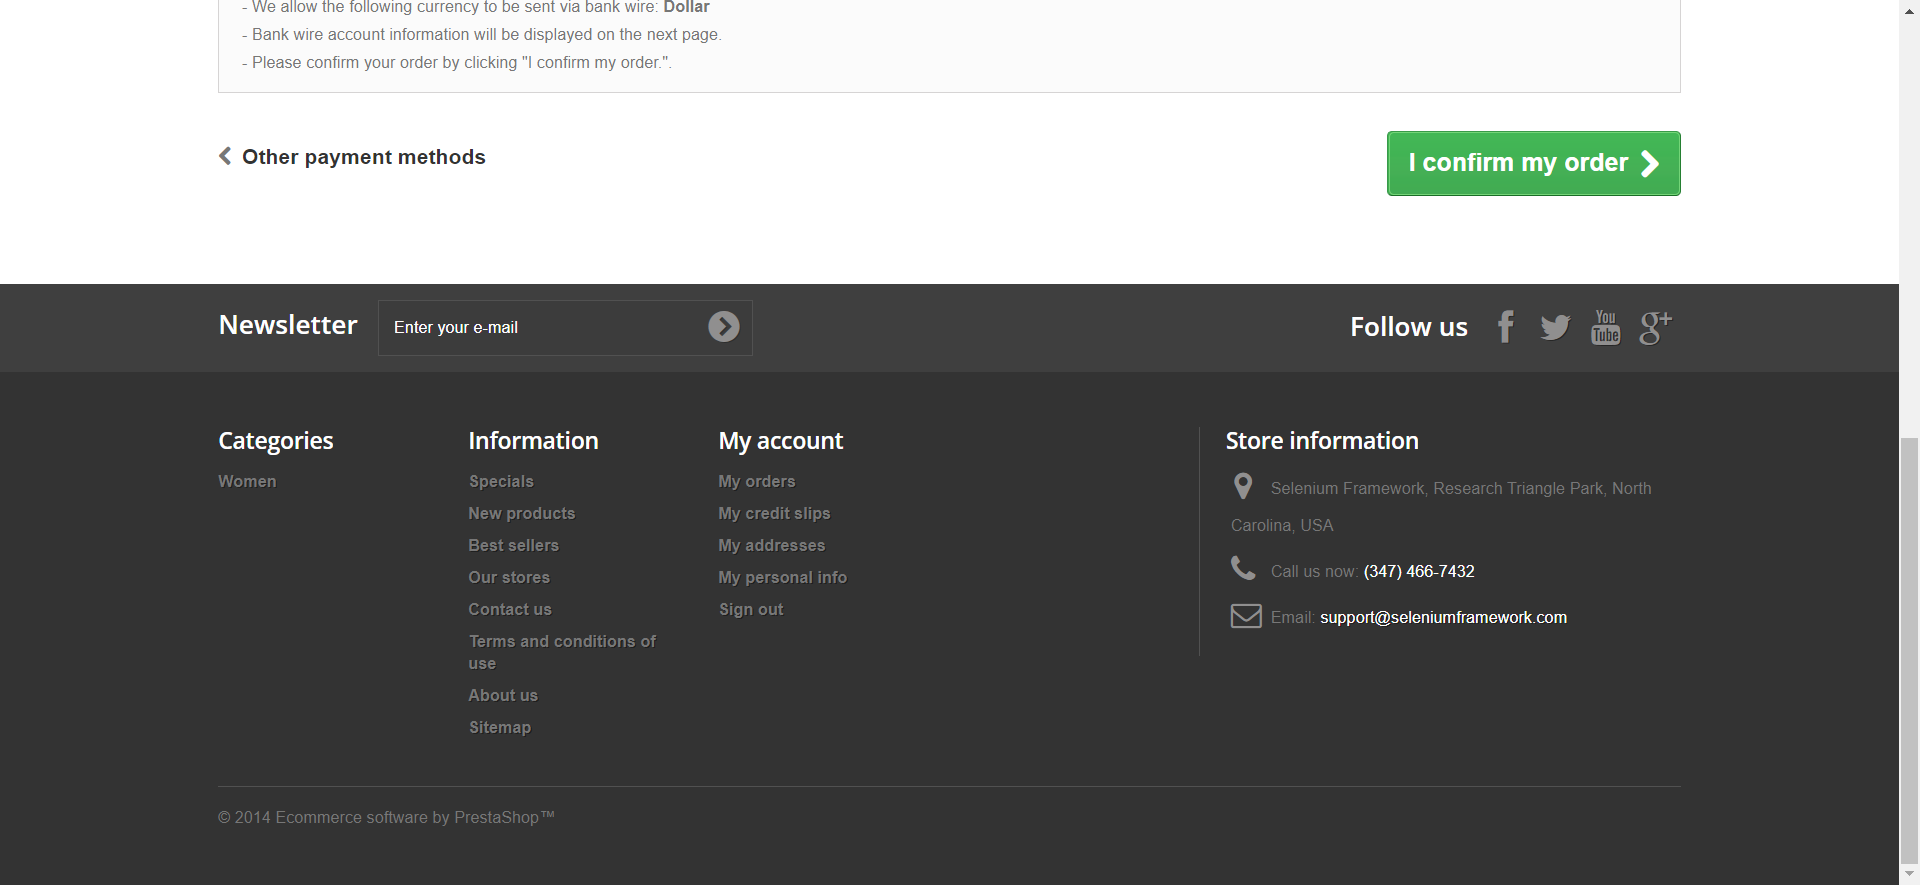 - We allow the following currency to be sent via bank wire: Dollar
- Bank wire account information will be displayed on the next page.
- Please confirm your order by clicking "I confirm my order.".
Other payment methods
I confirm my order
Newsletter
Enter your e-mail
Follow us
You
Tube
g+
Categories
Women
Information
Specials
New products
Best sellers
Our stores
Contact us
Terms and conditions of
use
About us
Sitemap
My account
My orders
My credit slips
My addresses
My personal info
Sign out
Store information
Selenium Framework, Research Triangle Park, North
Carolina, USA
Call us now: (347) 466-7432
Email: support@seleniumframework.com
© 2014 Ecommerce software by PrestaShop™